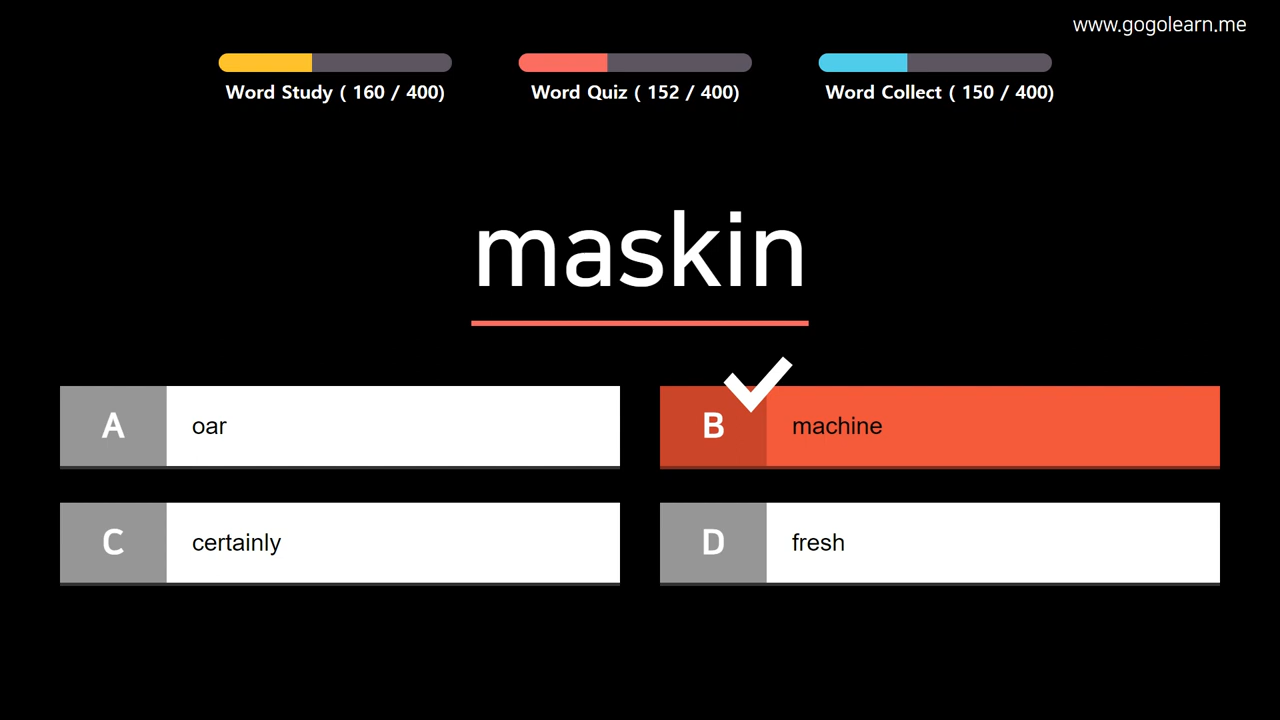 www.gogolearn.me
Word Study ( 160 / 400)
Word Quiz ( 152 / 400)
Word Collect ( 150 / 400)
maskin
A oar
B machine
C certainly
D fresh